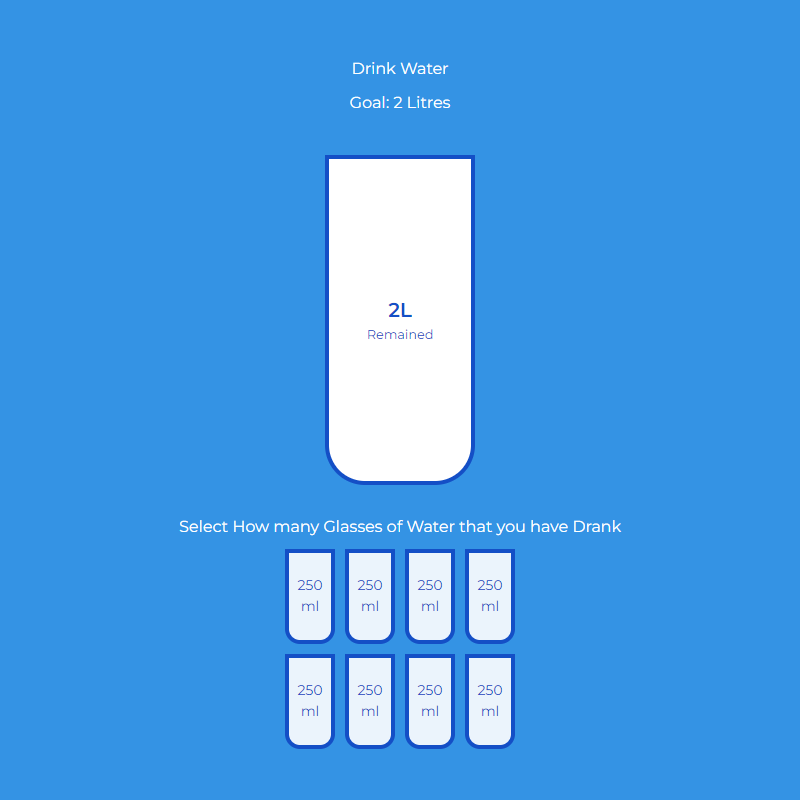 Drink Water
Goal: 2 Litres
2L
Remained
Select How many Glasses of Water that you have Drank
250 250 250 250
ml ml ml ml
250 250 250 250
ml ml ml ml